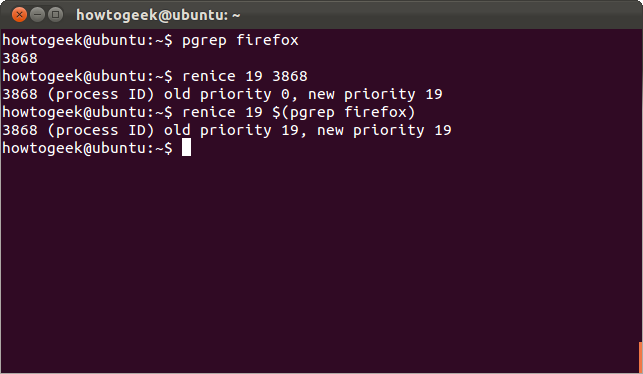 howtogeek@ubuntu: ~
howtogeek@ubuntu:~$ pgrep firefox
3868
howtogeek@ubuntu:~$ renice 19 3868
3868 (process ID) old priority 0, new priority 19
howtogeek@ubuntu:~$ renice 19 $(pgrep firefox)
3868 (process ID) old priority 19, new priority 19
howtogeek@ubuntu:~$